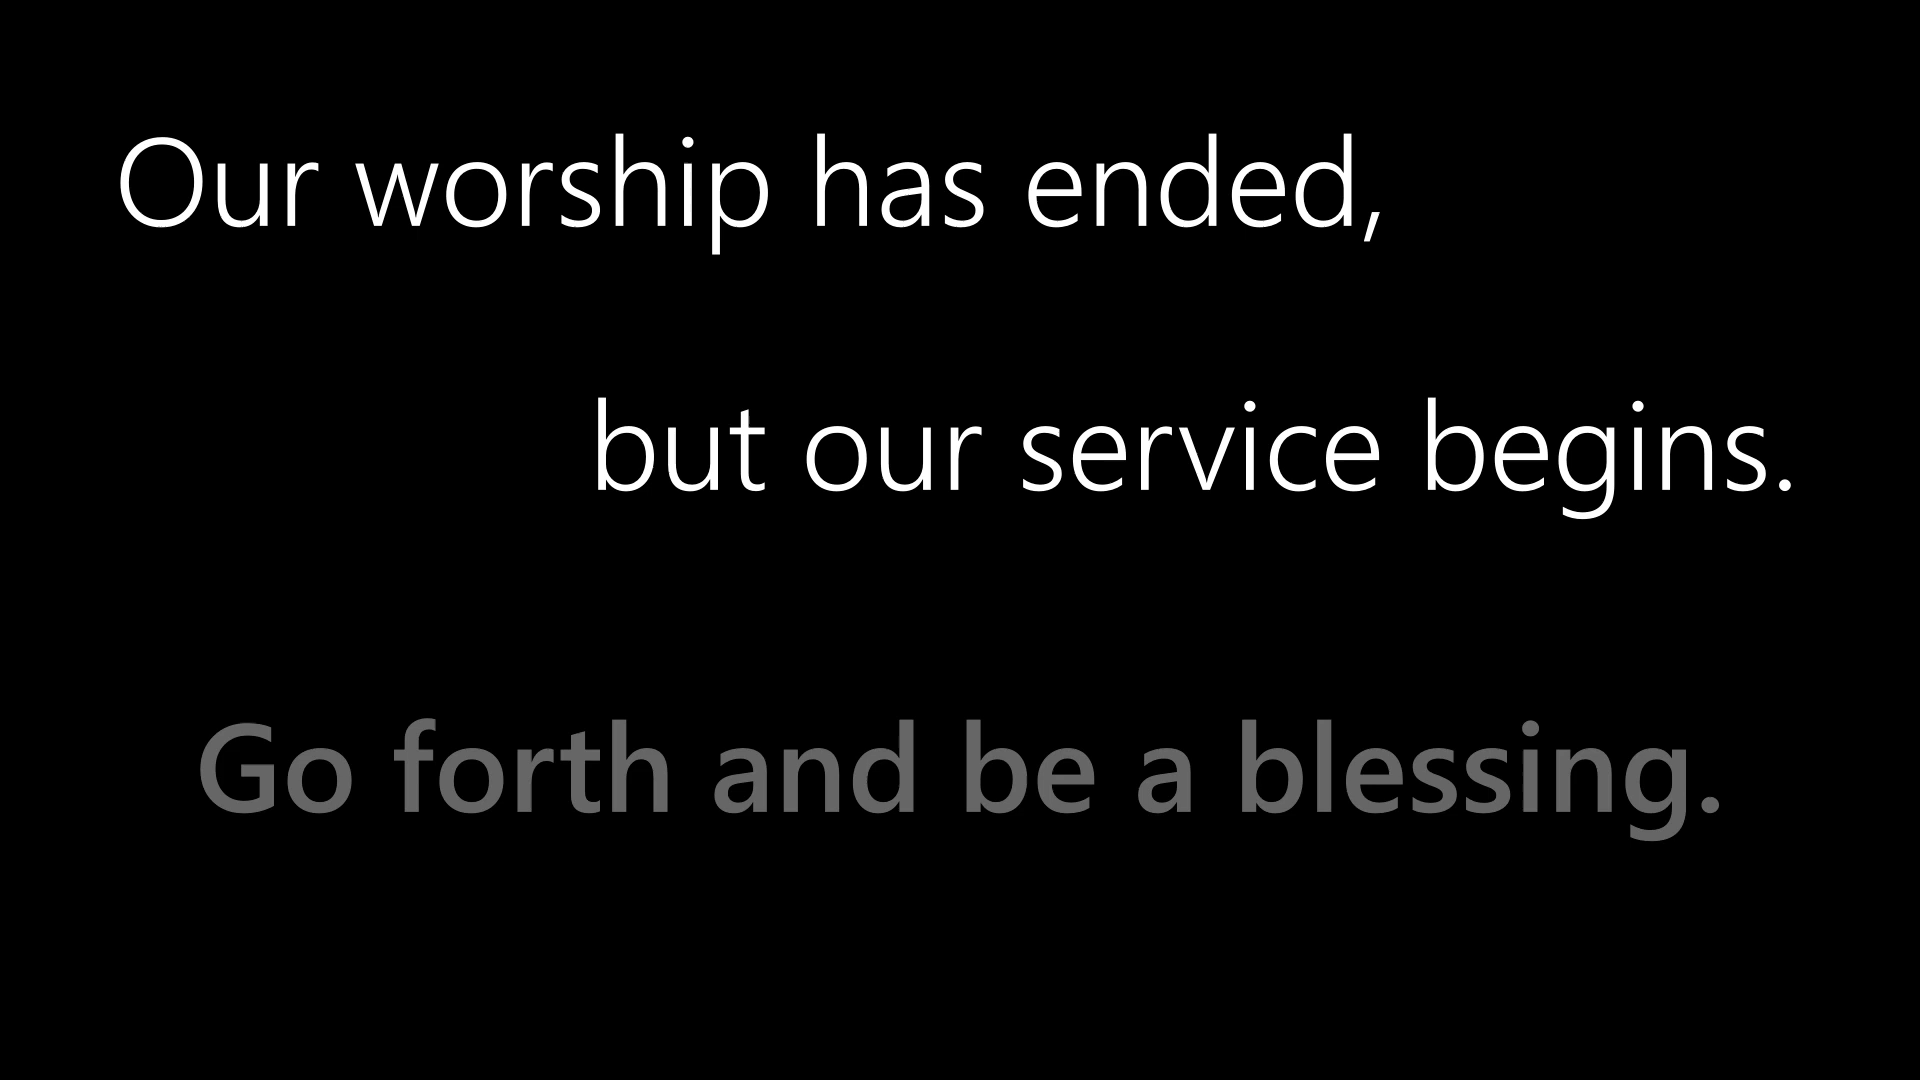 Our worship has ended,
but our service begins.
Go forth and be a blessing.